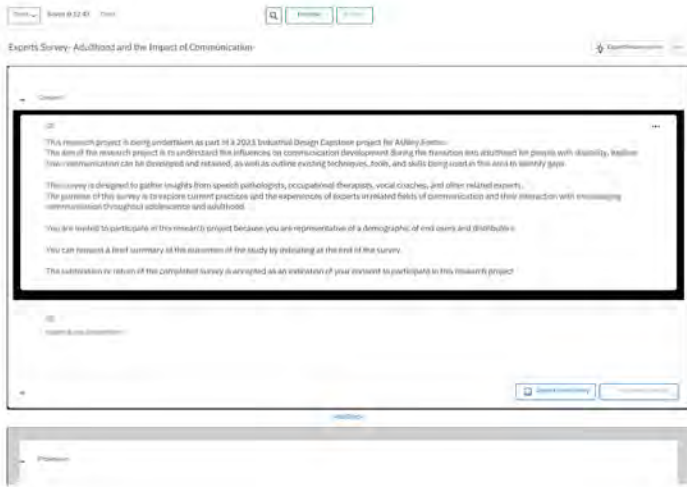 Experts Survey- Adulthood and the Impact of Communication
This research project is being undertaken as part of a 2023 Industrial Design Capstone project for Ashley
The aim of the research project is to understand the influences on communication development during the transition into adulthood for people with disability, explore
how communication can be developed and retained, as well as outline existing techniques, tools, and skills being used in this area to identify gaps.
This survey is designed to gather insights from speech pathologists, occupational therapists, vocal coaches, and other related experts.
The purpose of this survey is to explore current practices and the experiences of experts in related fields of communication and their interaction with encouraging
communication throughout adolescence and adulthood.
You are invited to participate in this research project because you are representative of a demographic of end users and distributors.
You can request a brief summary of the outcomes of the study by indicating at the end of the survey.
The submission or return of the completed survey is accepted as an indication of your consent to participate in this research project